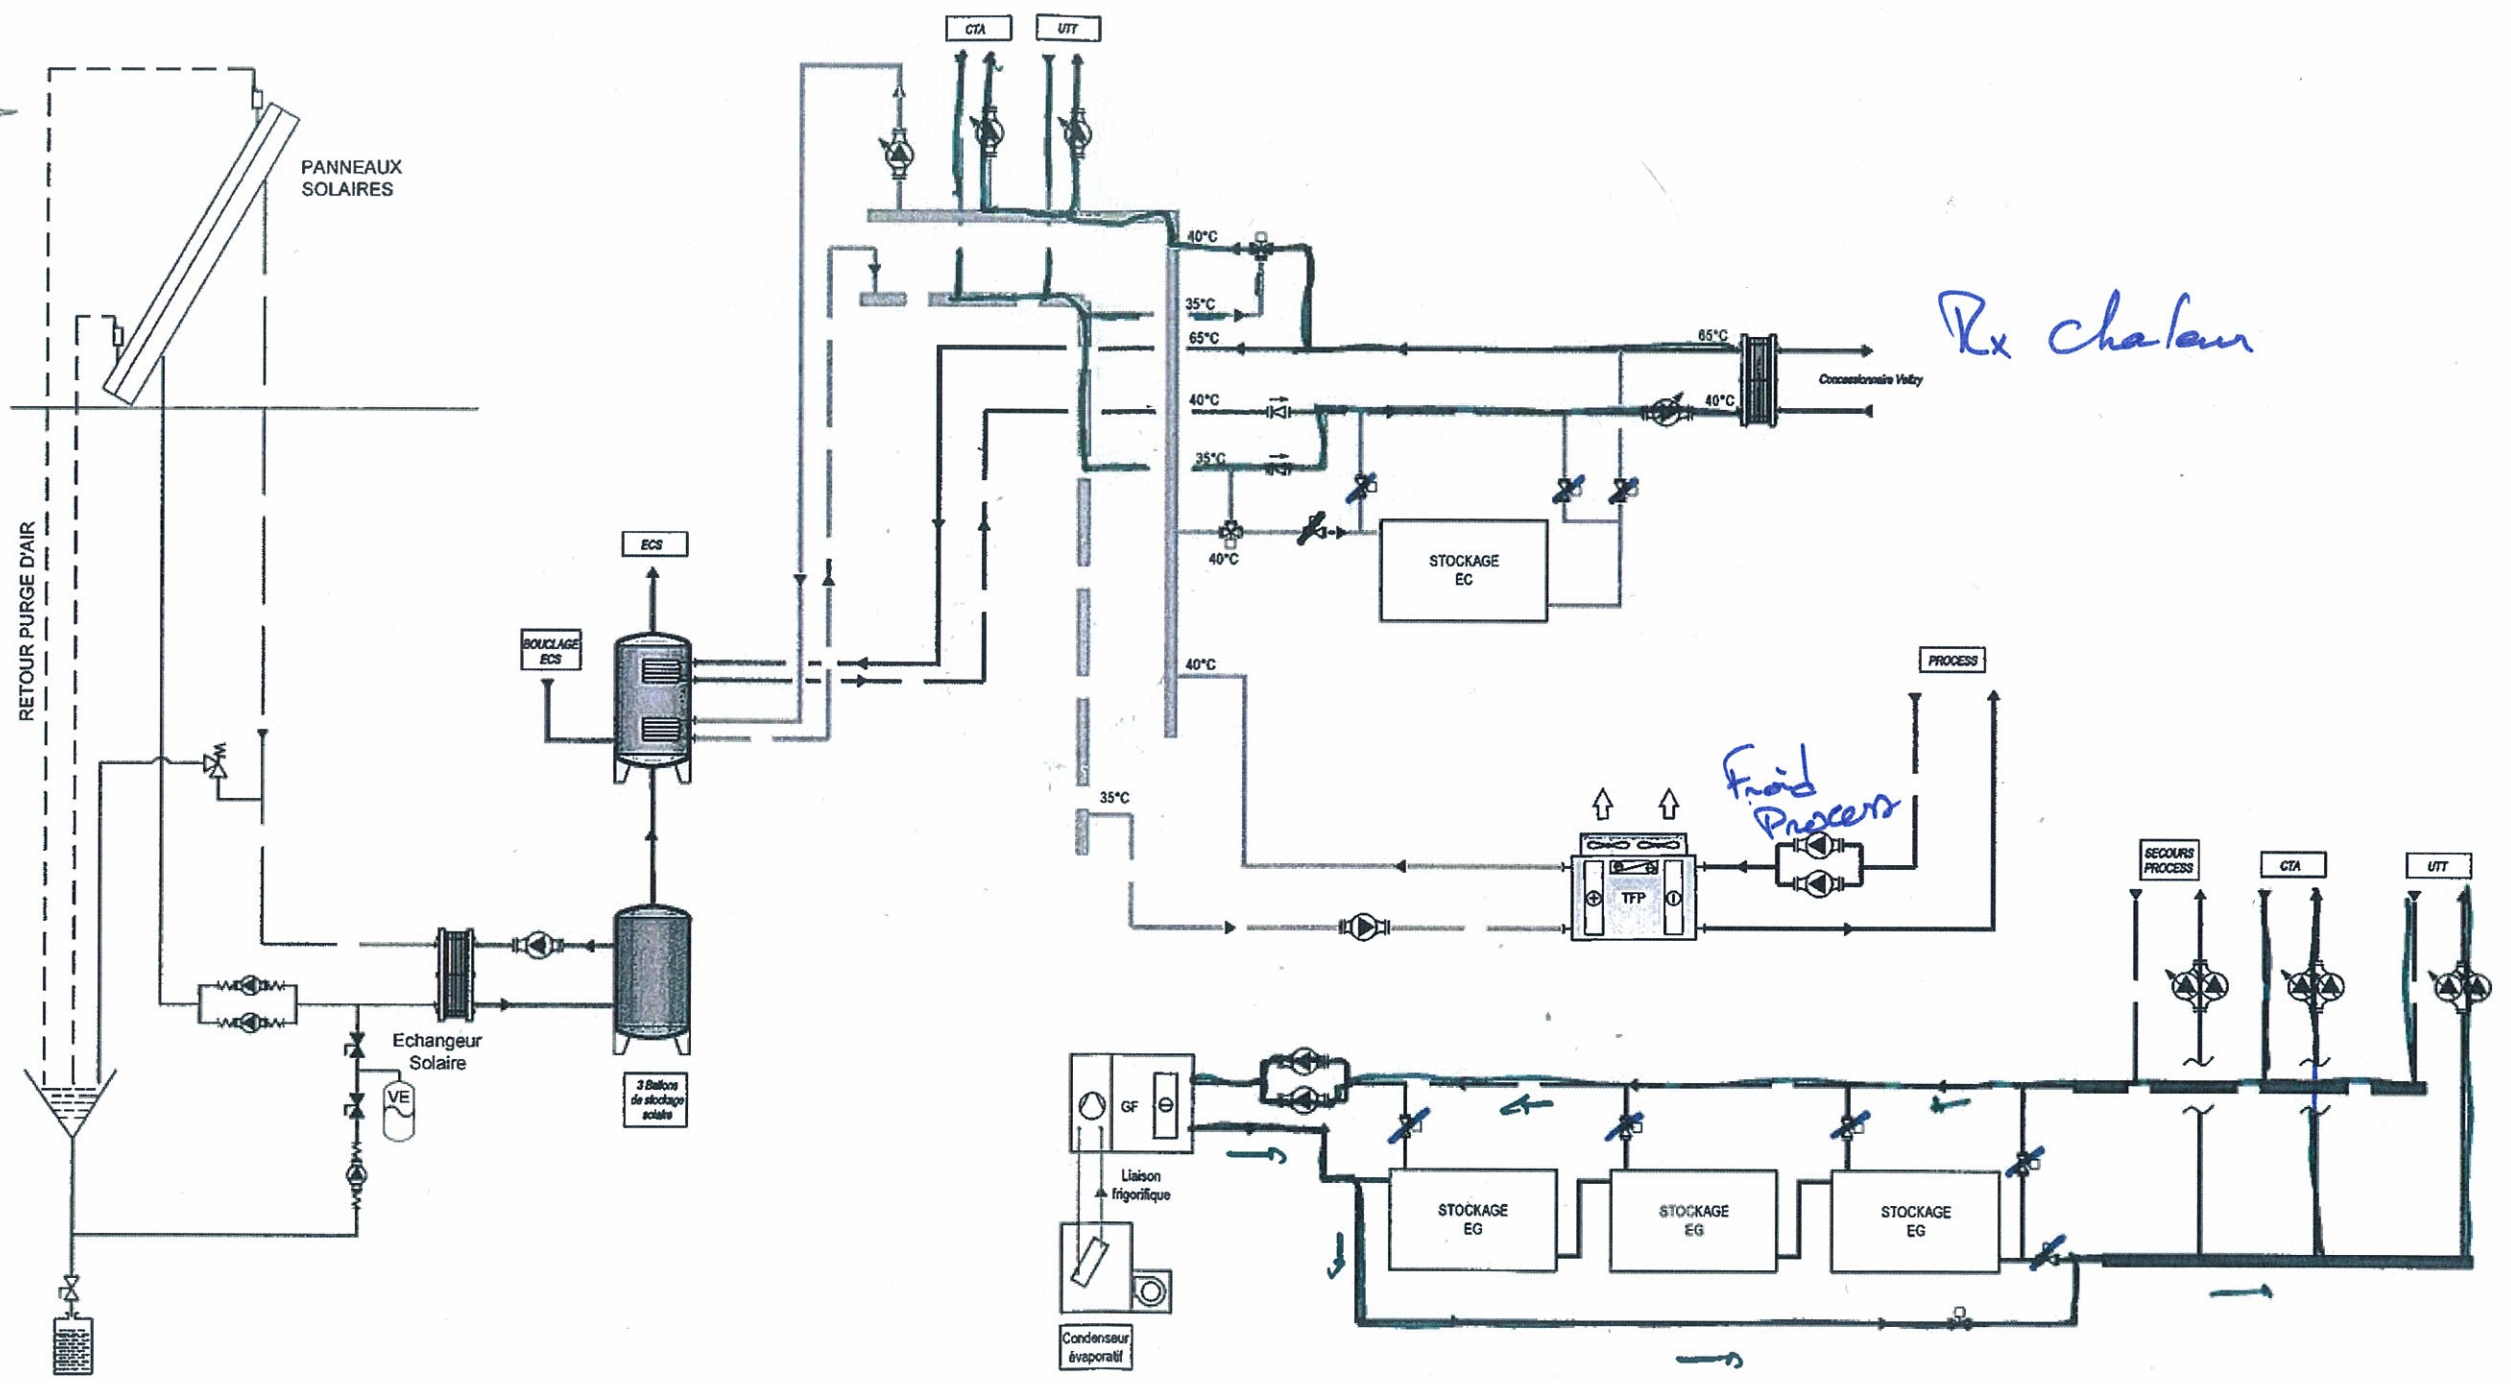 CTA
UTT
PANNEAUX
SOLAIRES
40°C
35°C
65°C
65°C
Rx chaleur
Concessionnaire Velizy
40°C
40°C
35°C
RETOUR PURGE D'AIR
ECS
40°C
STOCKAGE
EC
BOUCLAGE
ECS
40°C
PROCESS
Froid
Process
35°C
TFP
SECOURS
PROCESS
CTA
UTT
Echangeur
Solaire
3 Ballons
de stockage
solaire
VE
GF
Liaison
frigorifique
STOCKAGE
EG
STOCKAGE
EG
STOCKAGE
EG
Condenseur
évaporatif